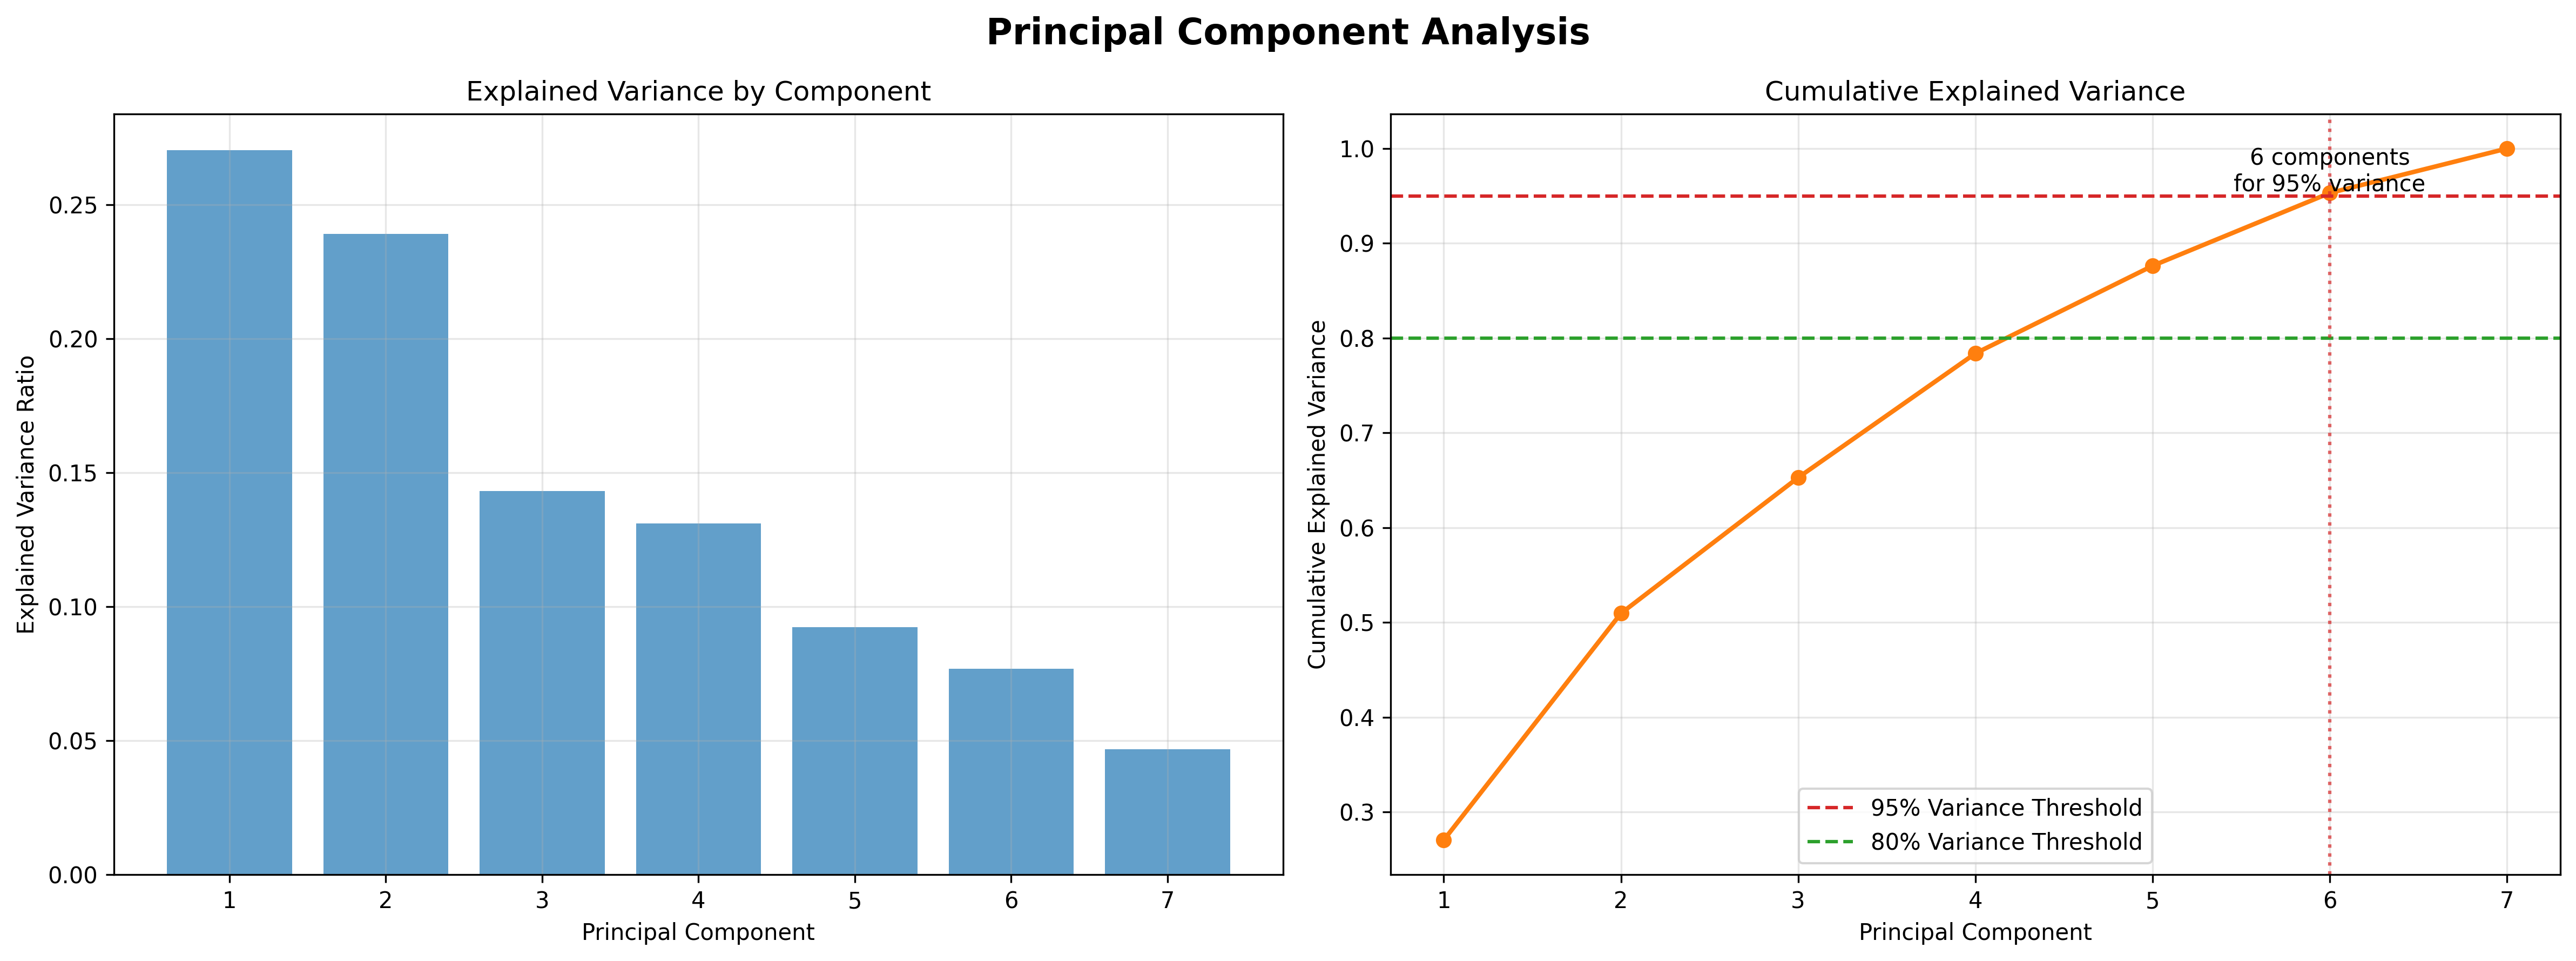 Principal Component Analysis
Explained Variance by Component
Explained Variance Ratio
0.25
0.20
0.15
0.10
0.05
0.00
1 2 3 4 5 6 7
Principal Component
Cumulative Explained Variance
Cumulative Explained Variance
1.0
0.9
0.8
0.7
0.6
0.5
0.4
0.3
6 components
for 95% variance
95% Variance Threshold
80% Variance Threshold
1 2 3 4 5 6 7
Principal Component